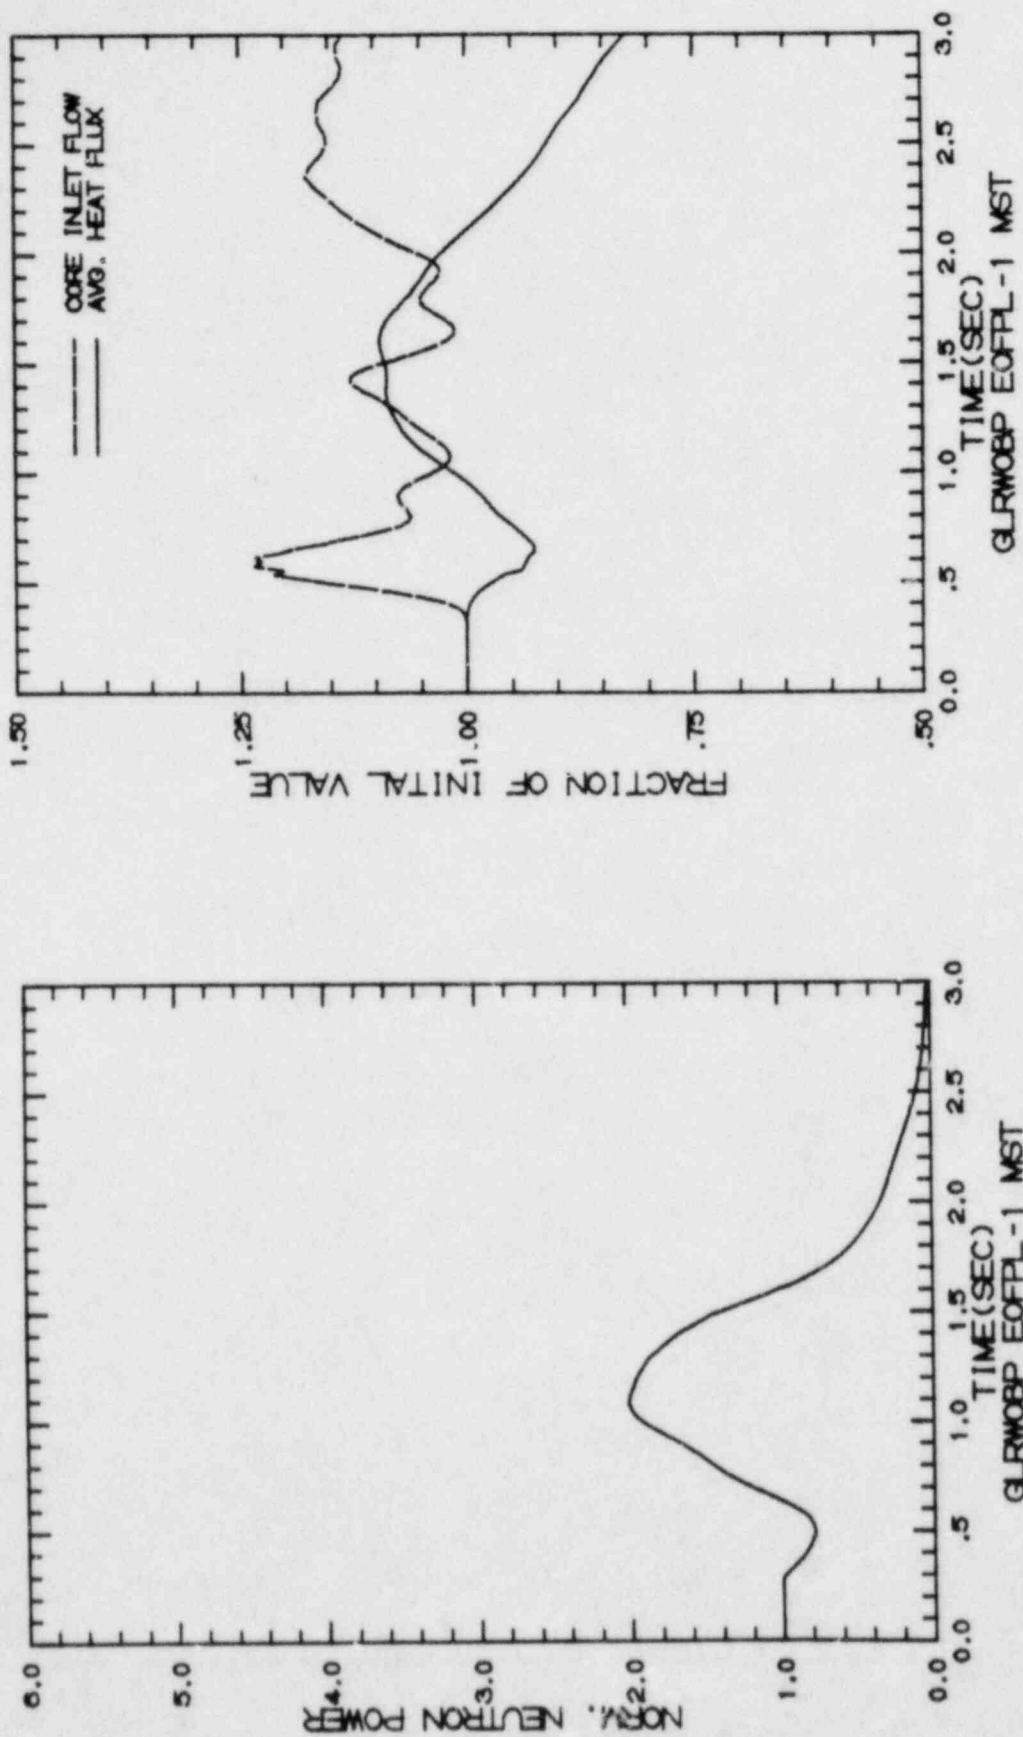 NORM. NEUTRON POWER
6.0
5.0
4.0
3.0
2.0
1.0
0.0
0.0 .5 1.0 1.5 2.0 2.5 3.0
TIME(SEC)
GLRWOBP EOFPL-1 MST
CORE INLET FLOW
AVG. HEAT FLUX
FRACTION OF INITAL VALUE
1.50
1.25
1.00
.75
.50
0.0 .5 1.0 1.5 2.0 2.5 3.0
TIME(SEC)
GLRWOBP EOFPL-1 MST